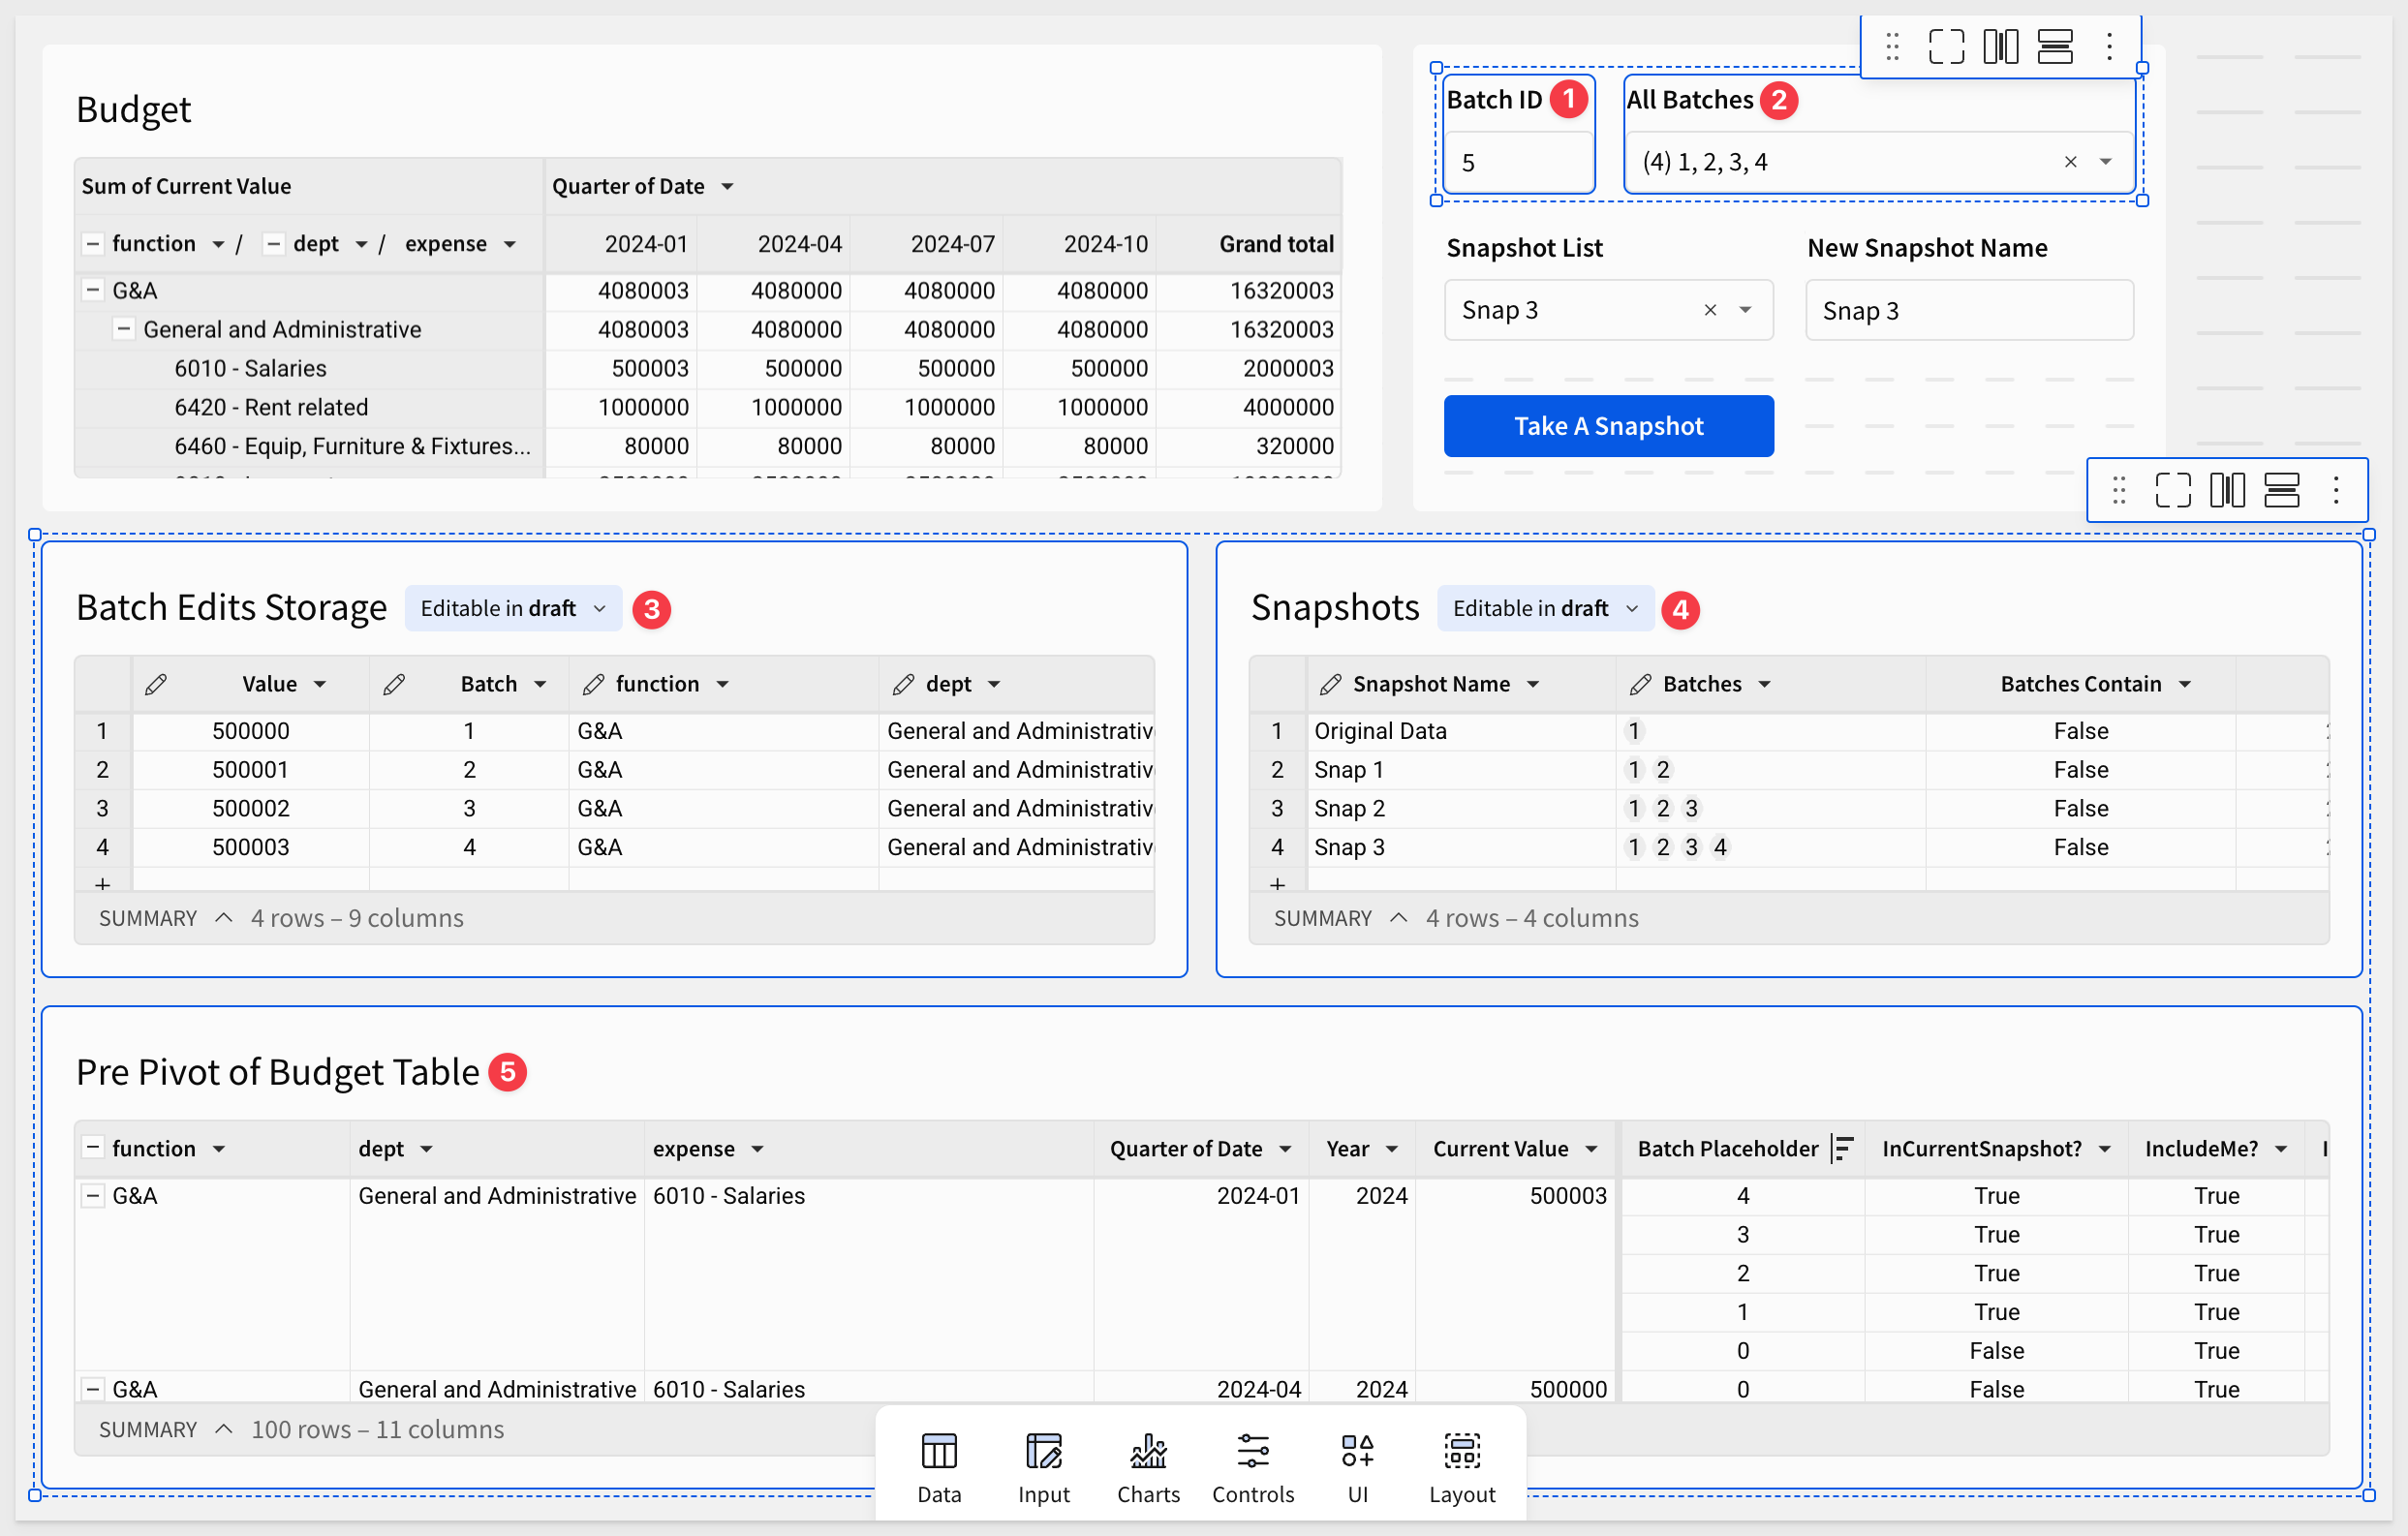 Budget
Sum of Current Value Quarter of Date
function / dept / expense 2024-01 2024-04 2024-07 2024-10 Grand total
G&A 4080003 4080000 4080000 4080000 16320003
General and Administrative 4080003 4080000 4080000 4080000 16320003
6010 - Salaries 500003 500000 500000 500000 2000003
6420 - Rent related 1000000 1000000 1000000 1000000 4000000
6460 - Equip, Furniture & Fixtures... 80000 80000 80000 80000 320000
Batch ID 1 All Batches 2
5 (4) 1, 2, 3, 4
Snapshot List New Snapshot Name
Snap 3 Snap 3
Take A Snapshot
Batch Edits Storage Editable in draft 3
Value Batch function dept
1 500000 1 G&A General and Administrativ
2 500001 2 G&A General and Administrativ
3 500002 3 G&A General and Administrativ
4 500003 4 G&A General and Administrativ
+
SUMMARY 4 rows – 9 columns
Snapshots Editable in draft 4
Snapshot Name Batches Batches Contain
1 Original Data 1 False
2 Snap 1 1 2 False
3 Snap 2 1 2 3 False
4 Snap 3 1 2 3 4 False
+
SUMMARY 4 rows – 4 columns
Pre Pivot of Budget Table 5
function dept expense Quarter of Date Year Current Value Batch Placeholder InCurrentSnapshot? IncludeMe?
G&A General and Administrative 6010 - Salaries 2024-01 2024 500003 4 True True
3 True True
2 True True
1 True True
0 False True
G&A General and Administrative 6010 - Salaries 2024-04 2024 500000 0 False True
SUMMARY 100 rows – 11 columns
Data Input Charts Controls UI Layout